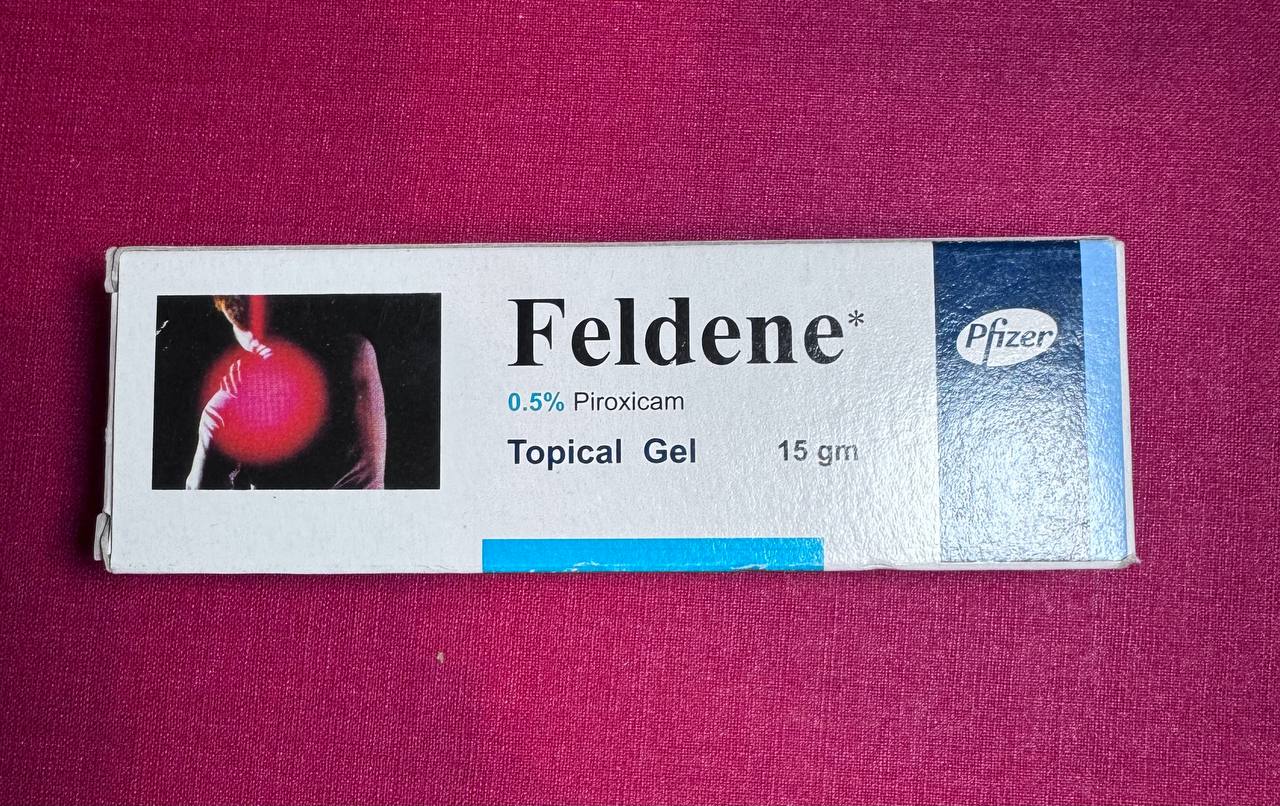 Feldene*
0.5% Piroxicam
Topical Gel 15 gm
Pfizer